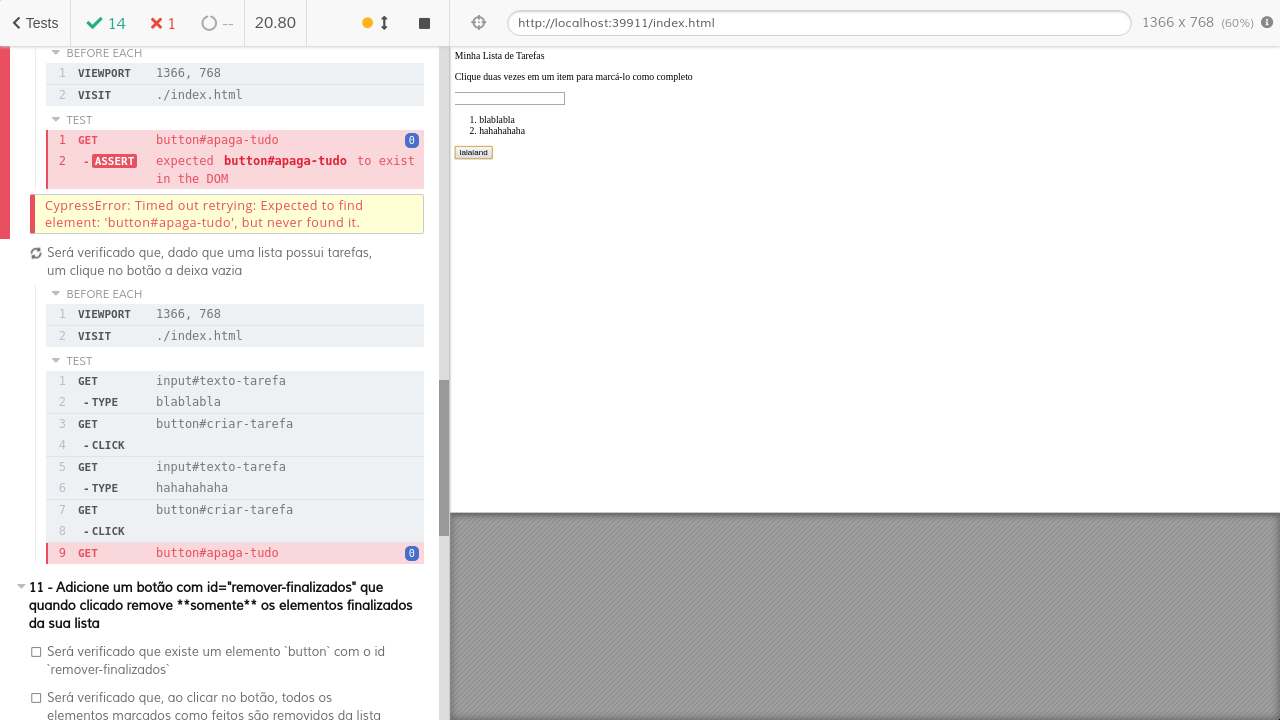 Tests 14 1 -- 20.80 http://localhost:39911/index.html 1366 x 768 (60%)
BEFORE EACH
1 VIEWPORT 1366, 768
2 VISIT ./index.html
TEST
1 GET button#apaga-tudo 0
2 -ASSERT expected button#apaga-tudo to exist
in the DOM
CypressError: Timed out retrying: Expected to find
element: 'button#apaga-tudo', but never found it.
Será verificado que, dado que uma lista possui tarefas,
um clique no botão a deixa vazia
BEFORE EACH
1 VIEWPORT 1366, 768
2 VISIT ./index.html
TEST
1 GET input#texto-tarefa
2 -TYPE blablabla
3 GET button#criar-tarefa
4 -CLICK
5 GET input#texto-tarefa
6 -TYPE hahahahaha
7 GET button#criar-tarefa
8 -CLICK
9 GET button#apaga-tudo 0
11 - Adicione um botão com id="remover-finalizados" que
quando clicado remove **somente** os elementos finalizados
da sua lista
Será verificado que existe um elemento `button` com o id
`remover-finalizados`
Será verificado que, ao clicar no botão, todos os
elementos marcados como feitos são removidos da lista
Minha Lista de Tarefas
Clique duas vezes em um item para marcá-lo como completo
1. blablabla
2. hahahahaha
lalaland